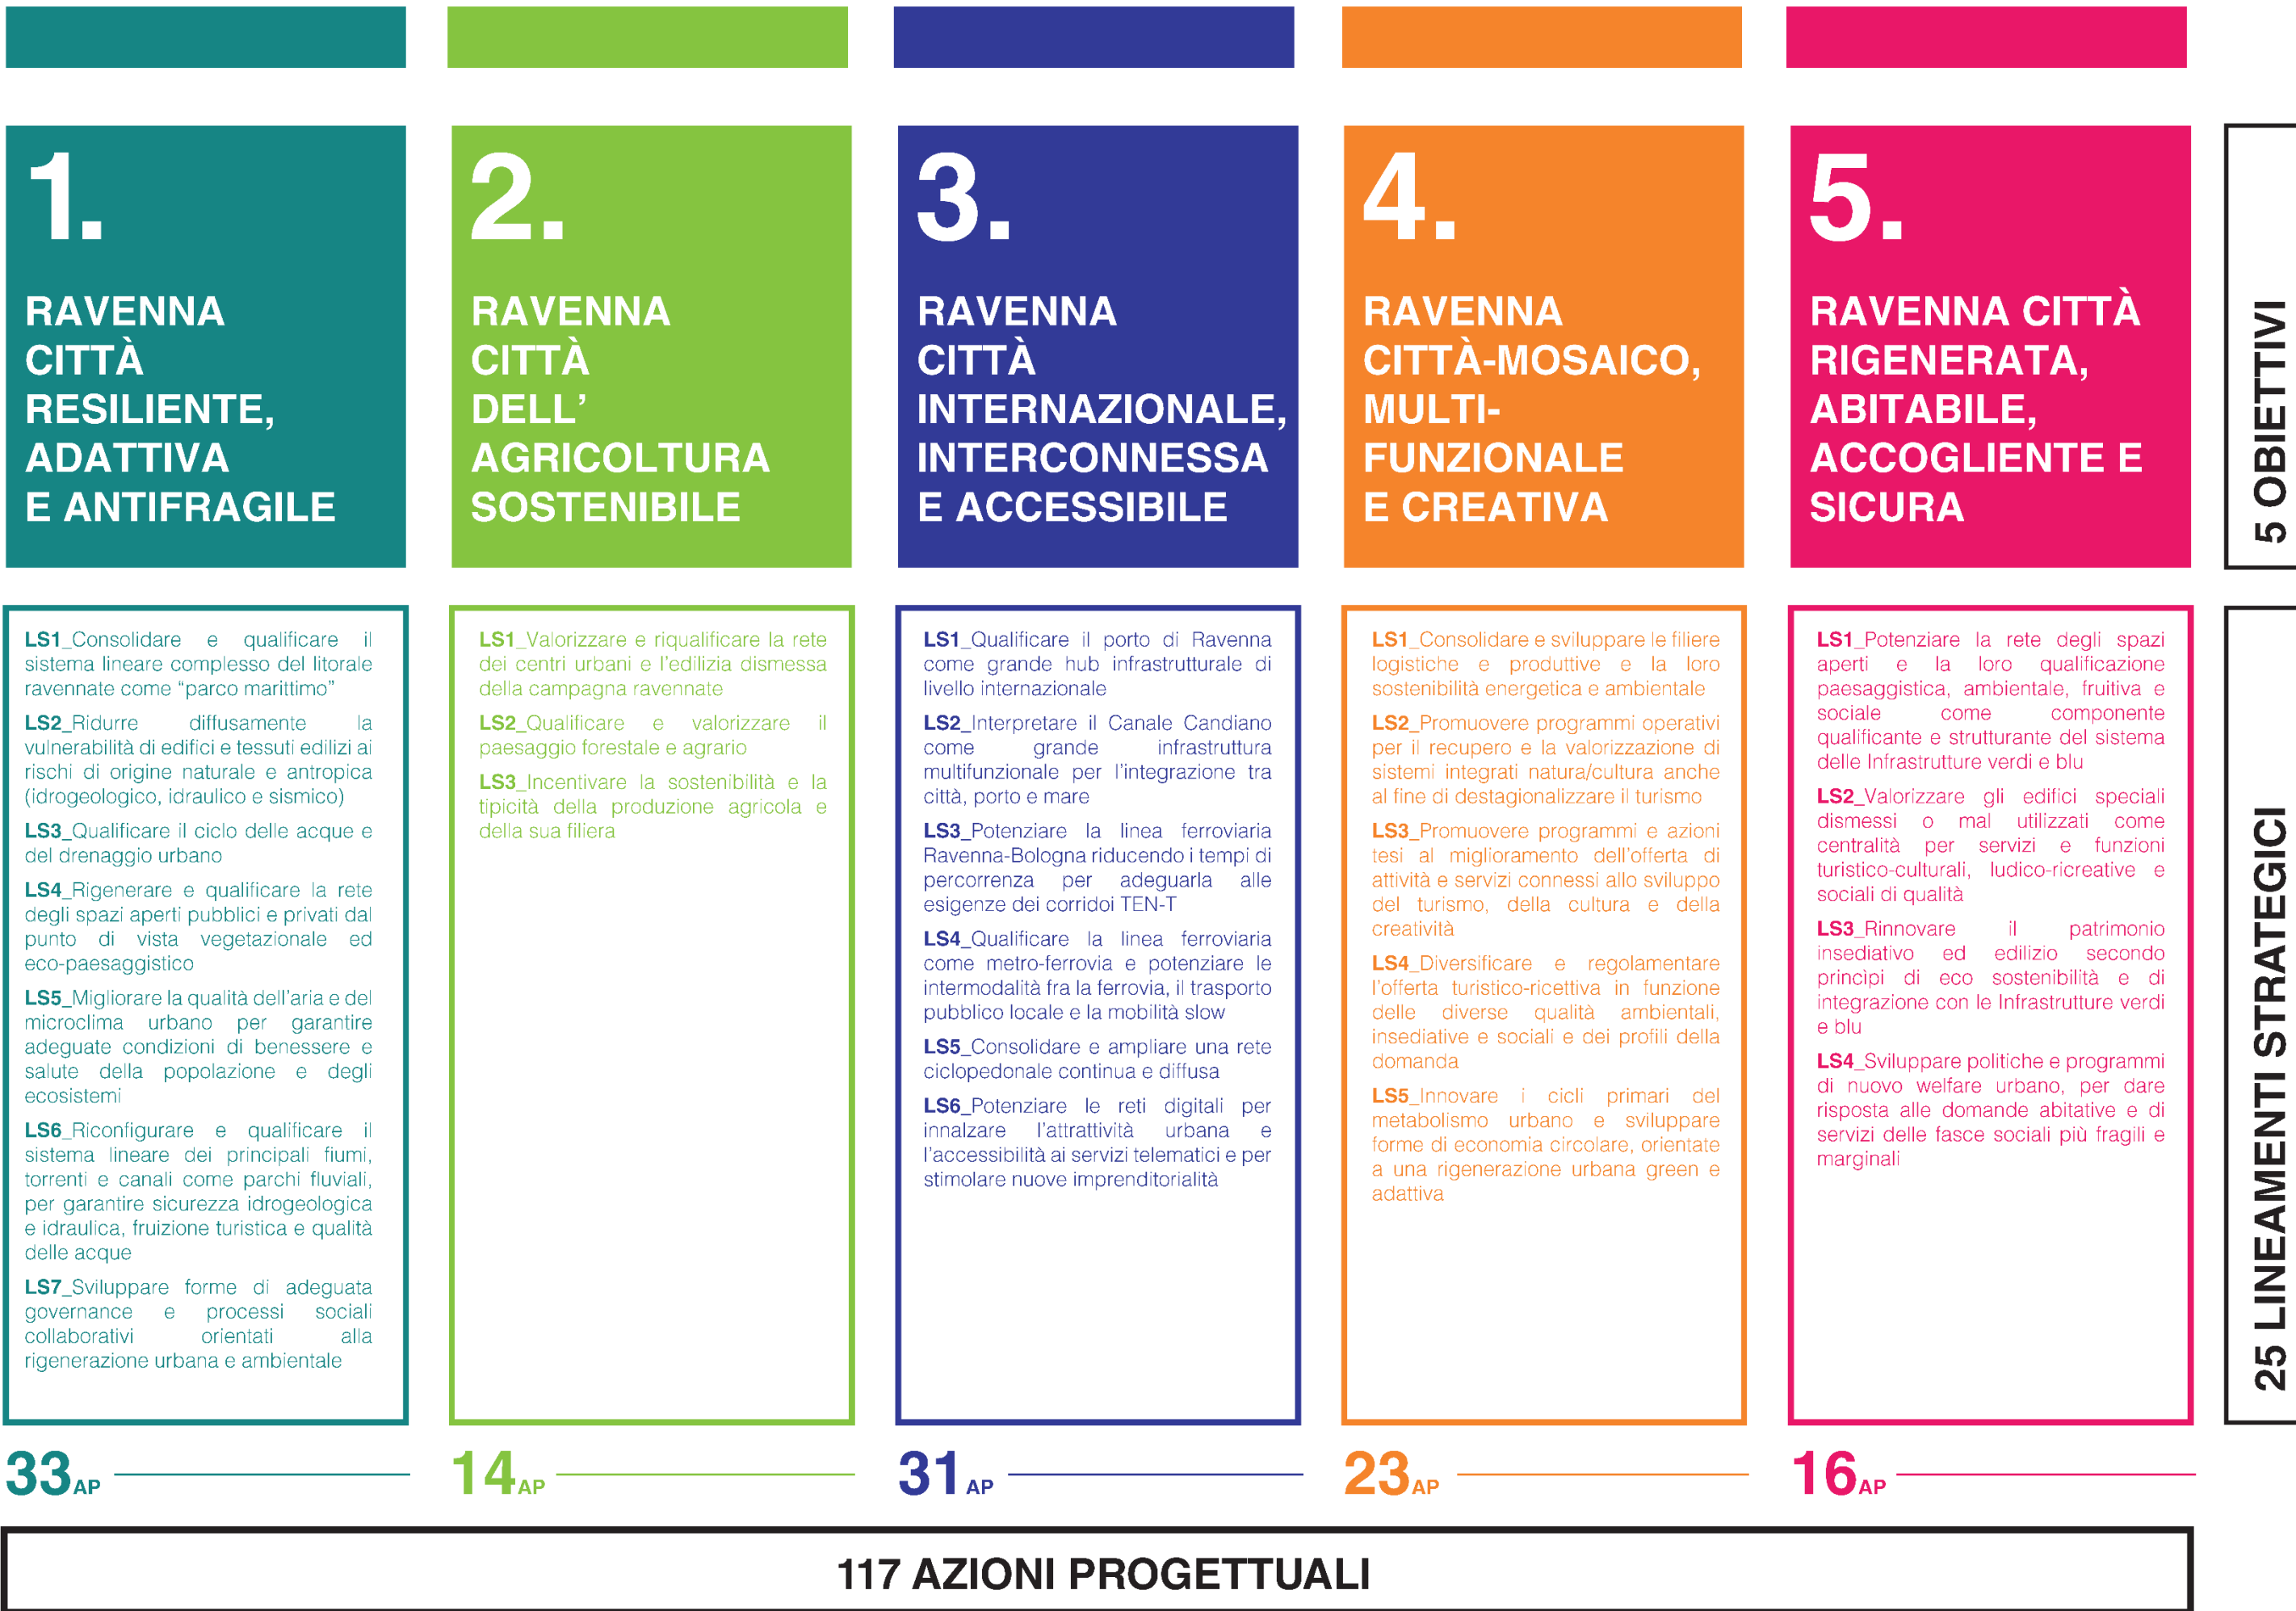 1.
RAVENNA
CITTÀ
RESILIENTE,
ADATTIVA
E ANTIFRAGILE
2.
RAVENNA
CITTÀ
DELL’
AGRICOLTURA
SOSTENIBILE
3.
RAVENNA
CITTÀ
INTERNAZIONALE,
INTERCONNESSA
E ACCESSIBILE
4.
RAVENNA
CITTÀ-MOSAICO,
MULTI-
FUNZIONALE
E CREATIVA
5.
RAVENNA CITTÀ
RIGENERATA,
ABITABILE,
ACCOGLIENTE E
SICURA
5 OBIETTIVI
LS1_Consolidare e qualificare il
sistema lineare complesso del litorale
ravennate come “parco marittimo”
LS2_Ridurre diffusamente la
vulnerabilità di edifici e tessuti edilizi ai
rischi di origine naturale e antropica
(idrogeologico, idraulico e sismico)
LS3_Qualificare il ciclo delle acque e
del drenaggio urbano
LS4_Rigenerare e qualificare la rete
degli spazi aperti pubblici e privati dal
punto di vista vegetazionale ed
eco-paesaggistico
LS5_Migliorare la qualità dell’aria e del
microclima urbano per garantire
adeguate condizioni di benessere e
salute della popolazione e degli
ecosistemi
LS6_Riconfigurare e qualificare il
sistema lineare dei principali fiumi,
torrenti e canali come parchi fluviali,
per garantire sicurezza idrogeologica
e idraulica, fruizione turistica e qualità
delle acque
LS7_Sviluppare forme di adeguata
governance e processi sociali
collaborativi orientati alla
rigenerazione urbana e ambientale
LS1_Valorizzare e riqualificare la rete
dei centri urbani e l’edilizia dismessa
della campagna ravennate
LS2_Qualificare e valorizzare il
paesaggio forestale e agrario
LS3_Incentivare la sostenibilità e la
tipicità della produzione agricola e
della sua filiera
LS1_Qualificare il porto di Ravenna
come grande hub infrastrutturale di
livello internazionale
LS2_Interpretare il Canale Candiano
come grande infrastruttura
multifunzionale per l’integrazione tra
città, porto e mare
LS3_Potenziare la linea ferroviaria
Ravenna-Bologna riducendo i tempi di
percorrenza per adeguarla alle
esigenze dei corridoi TEN-T
LS4_Qualificare la linea ferroviaria
come metro-ferrovia e potenziare le
intermodalità fra la ferrovia, il trasporto
pubblico locale e la mobilità slow
LS5_Consolidare e ampliare una rete
ciclopedonale continua e diffusa
LS6_Potenziare le reti digitali per
innalzare l’attrattività urbana e
l’accessibilità ai servizi telematici e per
stimolare nuove imprenditorialità
LS1_Consolidare e sviluppare le filiere
logistiche e produttive e la loro
sostenibilità energetica e ambientale
LS2_Promuovere programmi operativi
per il recupero e la valorizzazione di
sistemi integrati natura/cultura anche
al fine di destagionalizzare il turismo
LS3_Promuovere programmi e azioni
tesi al miglioramento dell’offerta di
attività e servizi connessi allo sviluppo
del turismo, della cultura e della
creatività
LS4_Diversificare e regolamentare
l’offerta turistico-ricettiva in funzione
delle diverse qualità ambientali,
insediative e sociali e dei profili della
domanda
LS5_Innovare i cicli primari del
metabolismo urbano e sviluppare
forme di economia circolare, orientate
a una rigenerazione urbana green e
adattiva
LS1_Potenziare la rete degli spazi
aperti e la loro qualificazione
paesaggistica, ambientale, fruitiva e
sociale come componente
qualificante e strutturante del sistema
delle Infrastrutture verdi e blu
LS2_Valorizzare gli edifici speciali
dismessi o mal utilizzati come
centralità per servizi e funzioni
turistico-culturali, ludico-ricreative e
sociali di qualità
LS3_Rinnovare il patrimonio
insediativo ed edilizio secondo
principi di eco sostenibilità e di
integrazione con le Infrastrutture verdi
e blu
LS4_Sviluppare politiche e programmi
di nuovo welfare urbano, per dare
risposta alle domande abitative e di
servizi delle fasce sociali più fragili e
marginali
25 LINEAMENTI STRATEGICI
33AP
14AP
31AP
23AP
16AP
117 AZIONI PROGETTUALI